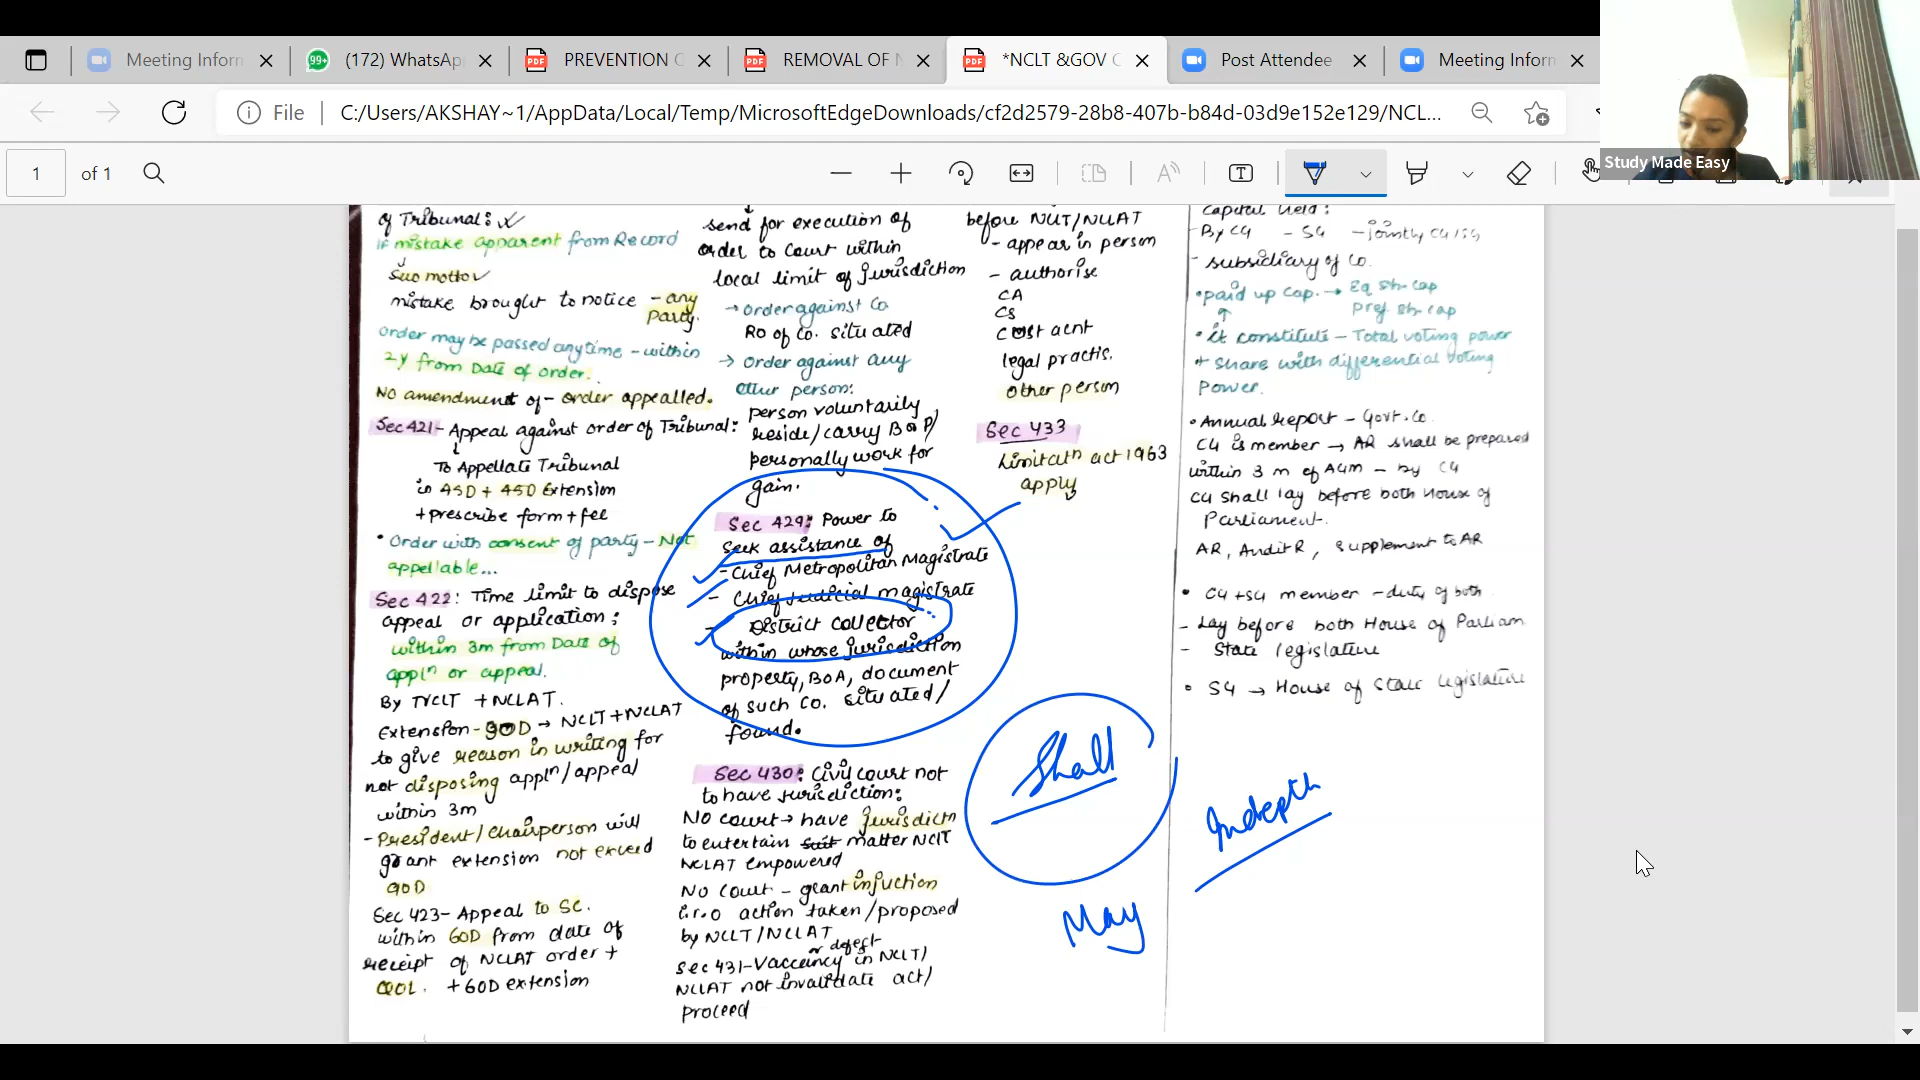 Meeting Inform
(172) WhatsAp
PREVENTION O
REMOVAL OF N
*NCLT &GOV C
Post Attendee
Meeting Inform
99+
File
C:/Users/AKSHAY~1/AppData/Local/Temp/MicrosoftEdgeDownloads/cf2d2579-28b8-407b-b84d-03d9e152e129/NCL...
1
of 1
Study Made Easy
of Tribunal:
if mistake apparent from Record
Suo motto
mistake brought to notice - any
party.
Order may be passed anytime - within
2y from Date of order.
No amendment of - order appealled.
Sec 421- Appeal against order of Tribunal:
To Appellate Tribunal
in 45D + 45D Extension
+ prescribe form + fee
• Order with consent of party - Not
appellable...
Sec 422: Time limit to dispose
appeal or application:
within 3m from Date of
appln or appeal.
By NCLT + NCLAT.
Extension - 90D → NCLT + NCLAT
to give reason in writing for
not disposing appln/appeal
within 3m
- President/chairperson will
grant extension not exceed
90D
Sec 423- Appeal to SC.
within 60D from date of
receipt of NCLAT order +
QOL. + 60D extension
send for execution of
order to Court within
local limit of jurisdiction
→ order against Co
RO of Co. situated
→ order against any
other person:
person voluntarily
reside/carry B or P/
personally work for
gain.
Sec 429: Power to
seek assistance of
- Chief Metropolitan Magistrate
- Chief Judicial magistrate
- District collector
within whose jurisdiction
property, BoA, document
of such Co. situated/
found.
Sec 430: Civil court not
to have jurisdiction:
No court → have jurisdictn
to entertain suit matter NCLT
NCLAT empowered
No court - grant injuction
i.r.o action taken/proposed
by NCLT/NCLAT
or defect
Sec 431- Vaccancy in NCLT/
NCLAT not invalidate act/
proceed
before NCLT/NCLAT
- appear in person
- authorise
CA
CS
Cost acnt
legal practis.
other person
Sec 433
Limitatn act 1963
apply
Shall
May
Indepth
capital held:
- By CG - SG - jointly CG/SG
- subsidiary of co.
• paid up cap. → Eq sh. cap
Pref. sh. cap
• it constitute - Total voting power
+ share with differential voting
power.
• Annual report - Govt. co.
CG is member → AR shall be prepared
within 3 m of AGM - by CG
CG shall lay before both House of
Parliament.
AR, Audit R, supplement to AR
• CG + SG member - duty of both
- Lay before both House of Parliam
- State legislature
• SG → House of State legislature